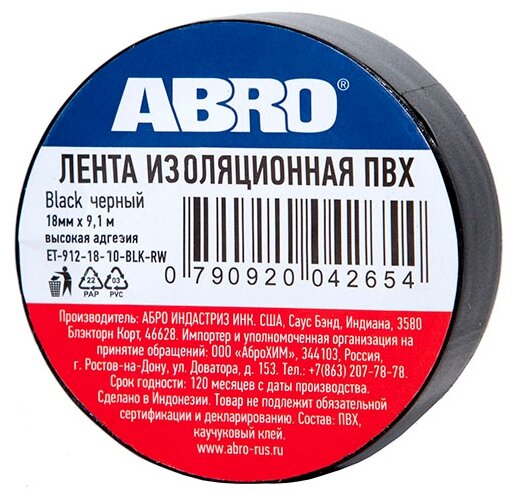 ABRO®
ЛЕНТА ИЗОЛЯЦИОННАЯ ПВХ
Black черный
18мм х 9,1 м
высокая адгезия
ET-912-18-10-BLK-RW
22
PAP
03
PVC
0 790920 042654
Производитель: АБРО ИНДАСТРИЗ ИНК. США, Саус Бэнд, Индиана, 3580
Блэкторн Корт, 46628. Импортер и уполномоченная организация на
принятие обращений: ООО «АброХИМ», 344103, Россия,
г. Ростов-на-Дону, ул. Доватора, д. 153. Тел.: +7(863) 207-78-78.
Срок годности: 120 месяцев с даты производства.
Сделано в Индонезии. Товар не подлежит обязательной
сертификации и декларированию. Состав: ПВХ,
каучуковый клей.
www.abro-rus.ru